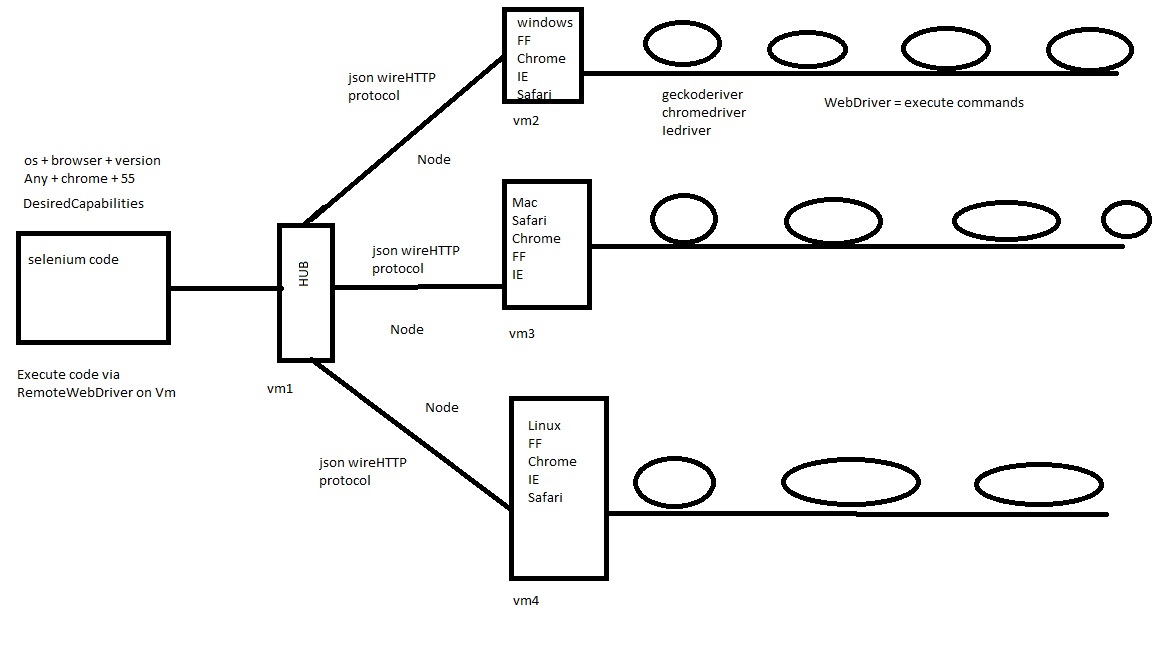 windows
FF
Chrome
IE
Safari
json wireHTTP
protocol
geckoderiver
chromedriver
Iedriver
WebDriver = execute commands
vm2
Node
os + browser + version
Any + chrome + 55
DesiredCapabilities
selenium code
Execute code via
RemoteWebDriver on Vm
HUB
vm1
json wireHTTP
protocol
Node
Mac
Safari
Chrome
FF
IE
vm3
Node
json wireHTTP
protocol
Linux
FF
Chrome
IE
Safari
vm4